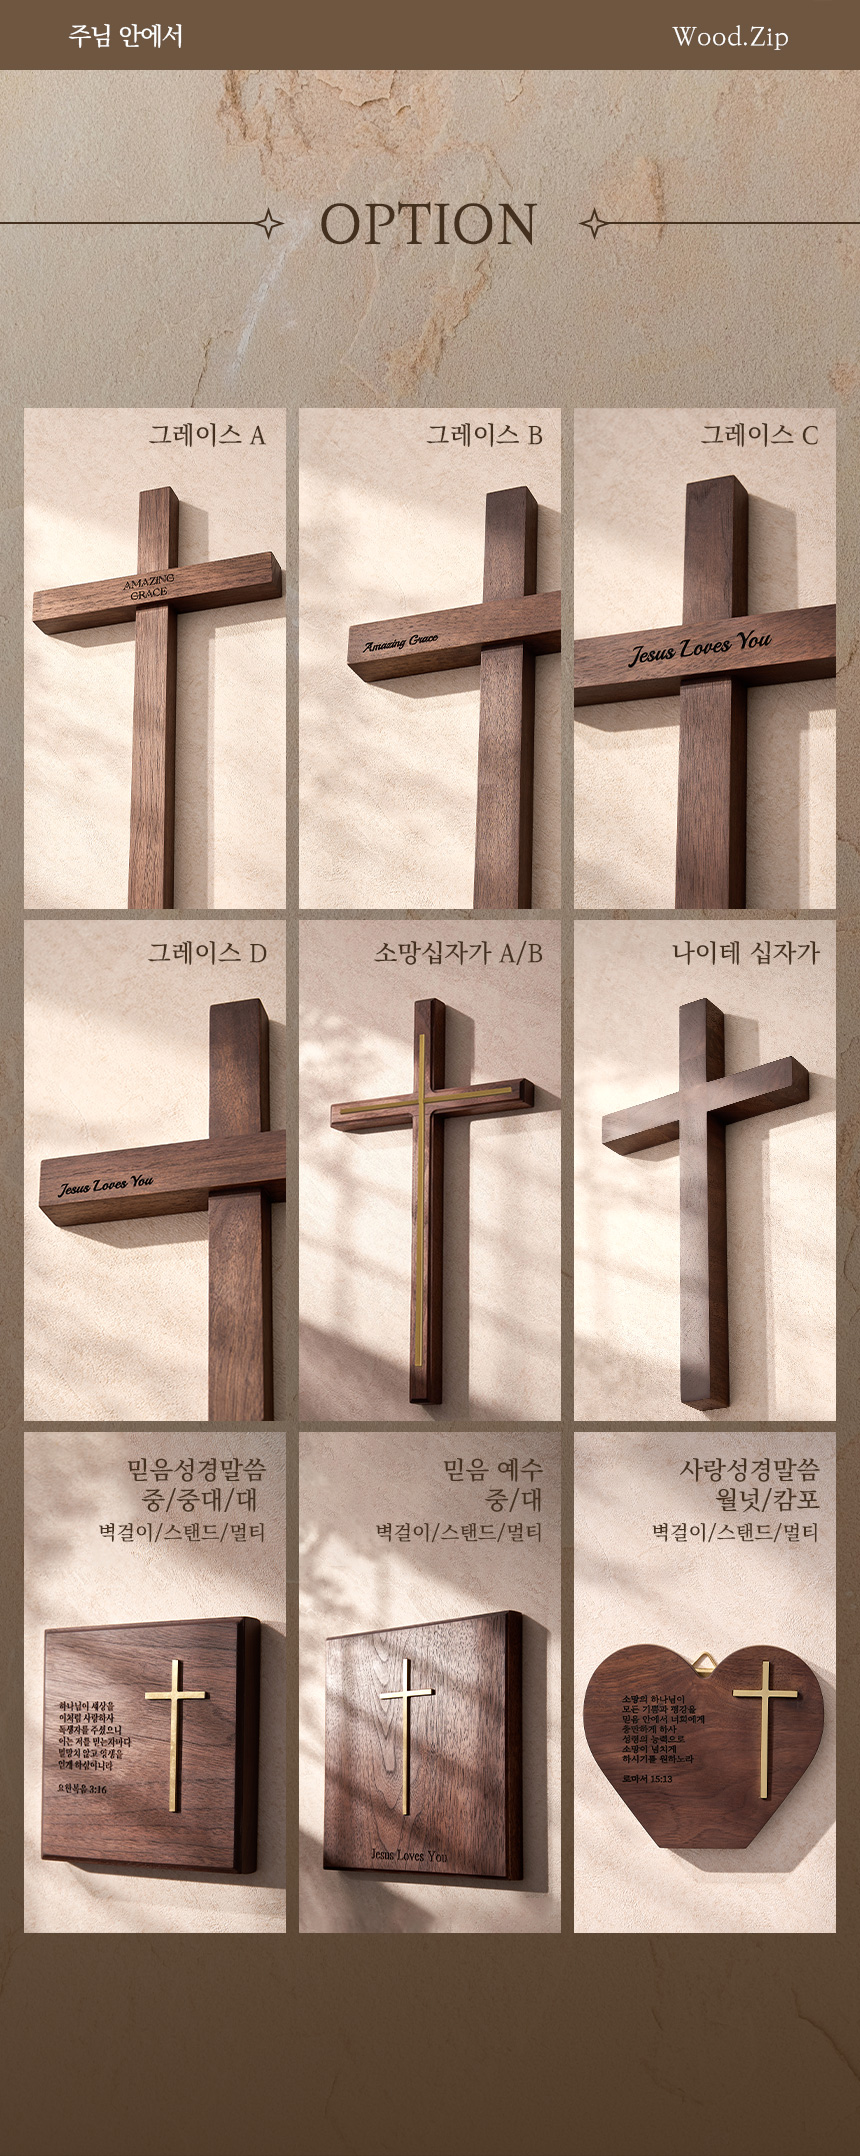 주님 안에서
Wood.Zip
OPTION
그레이스 A
AMAZING
GRACE
그레이스 B
Amazing Grace
그레이스 C
Jesus Loves You
그레이스 D
Jesus Loves You
소망십자가 A/B
나이테 십자가
믿음성경말씀
중/중대/대
벽걸이/스탠드/멀티
하나님이 세상을
이처럼 사랑하사
독생자를 주셨으니
이는 저를 믿는자마다
멸망치 않고 영생을
얻게 하심이니라
요한복음 3:16
믿음 예수
중/대
벽걸이/스탠드/멀티
Jesus Loves You
사랑성경말씀
월넛/캄포
벽걸이/스탠드/멀티
소망의 하나님이
모든 기쁨과 평강을
믿음 안에서 너희에게
충만하게 하사
성령의 능력으로
소망이 넘치게
하시기를 원하노라
로마서 15:13